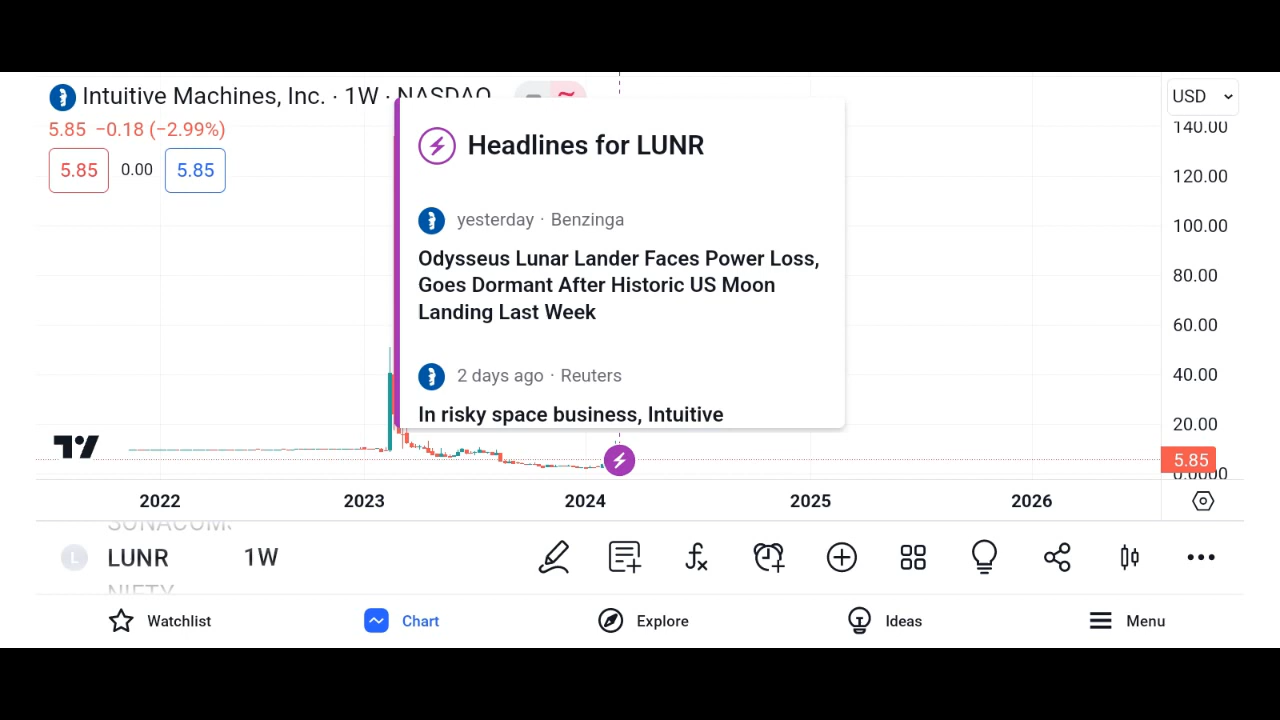 Intuitive Machines, Inc. · 1W · NASDAQ
5.85 −0.18 (−2.99%)
5.85 0.00 5.85
USD
Headlines for LUNR
yesterday · Benzinga
Odysseus Lunar Lander Faces Power Loss,
Goes Dormant After Historic US Moon
Landing Last Week
2 days ago · Reuters
In risky space business, Intuitive
140.00
120.00
100.00
80.00
60.00
40.00
20.00
5.85
0.0000
2022 2023 2024 2025 2026
L LUNR 1W
NIFTY
Watchlist Chart Explore Ideas Menu